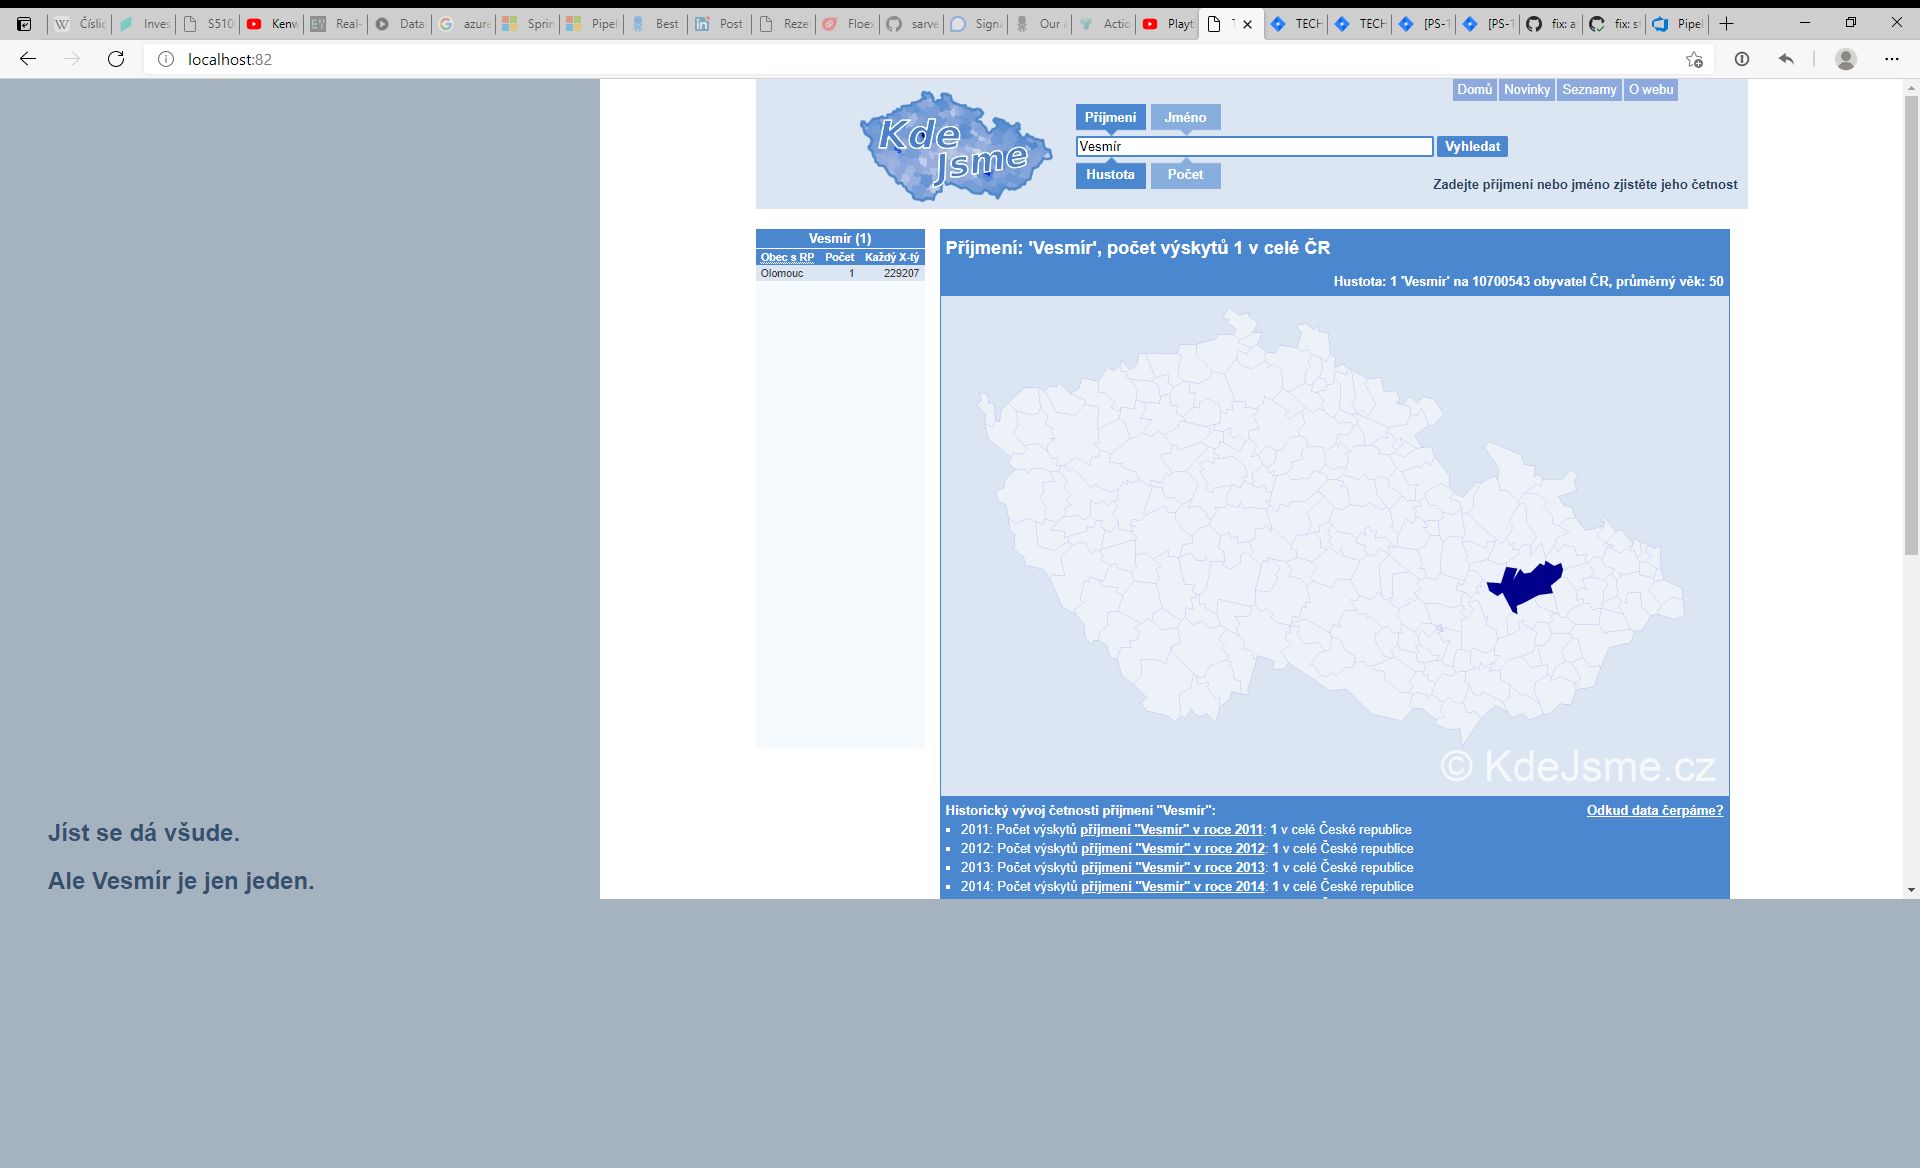 Číslic
Inves
S510
Kenw
Real-
Data
azure
Sprin
Pipel
Best
Post
Reze
Floex
sarve
Signa
Our A
Actio
Playt
TECH
TECH
[PS-1
[PS-1
fix: a
fix: s
Pipel
localhost:82
Domů Novinky Seznamy O webu
Kde
Jsme
Příjmení Jméno
Vesmír Vyhledat
Hustota Počet
Zadejte příjmení nebo jméno zjistěte jeho četnost
Vesmír (1)
Obec s RP Počet Každý X-tý
Olomouc 1 229207
Příjmení: 'Vesmír', počet výskytů 1 v celé ČR
Hustota: 1 'Vesmír' na 10700543 obyvatel ČR, průměrný věk: 50
© KdeJsme.cz
Jíst se dá všude.
Ale Vesmír je jen jeden.
Historický vývoj četnosti příjmení "Vesmír": Odkud data čerpáme?
2011: Počet výskytů příjmení "Vesmír" v roce 2011: 1 v celé České republice
2012: Počet výskytů příjmení "Vesmír" v roce 2012: 1 v celé České republice
2013: Počet výskytů příjmení "Vesmír" v roce 2013: 1 v celé České republice
2014: Počet výskytů příjmení "Vesmír" v roce 2014: 1 v celé České republice